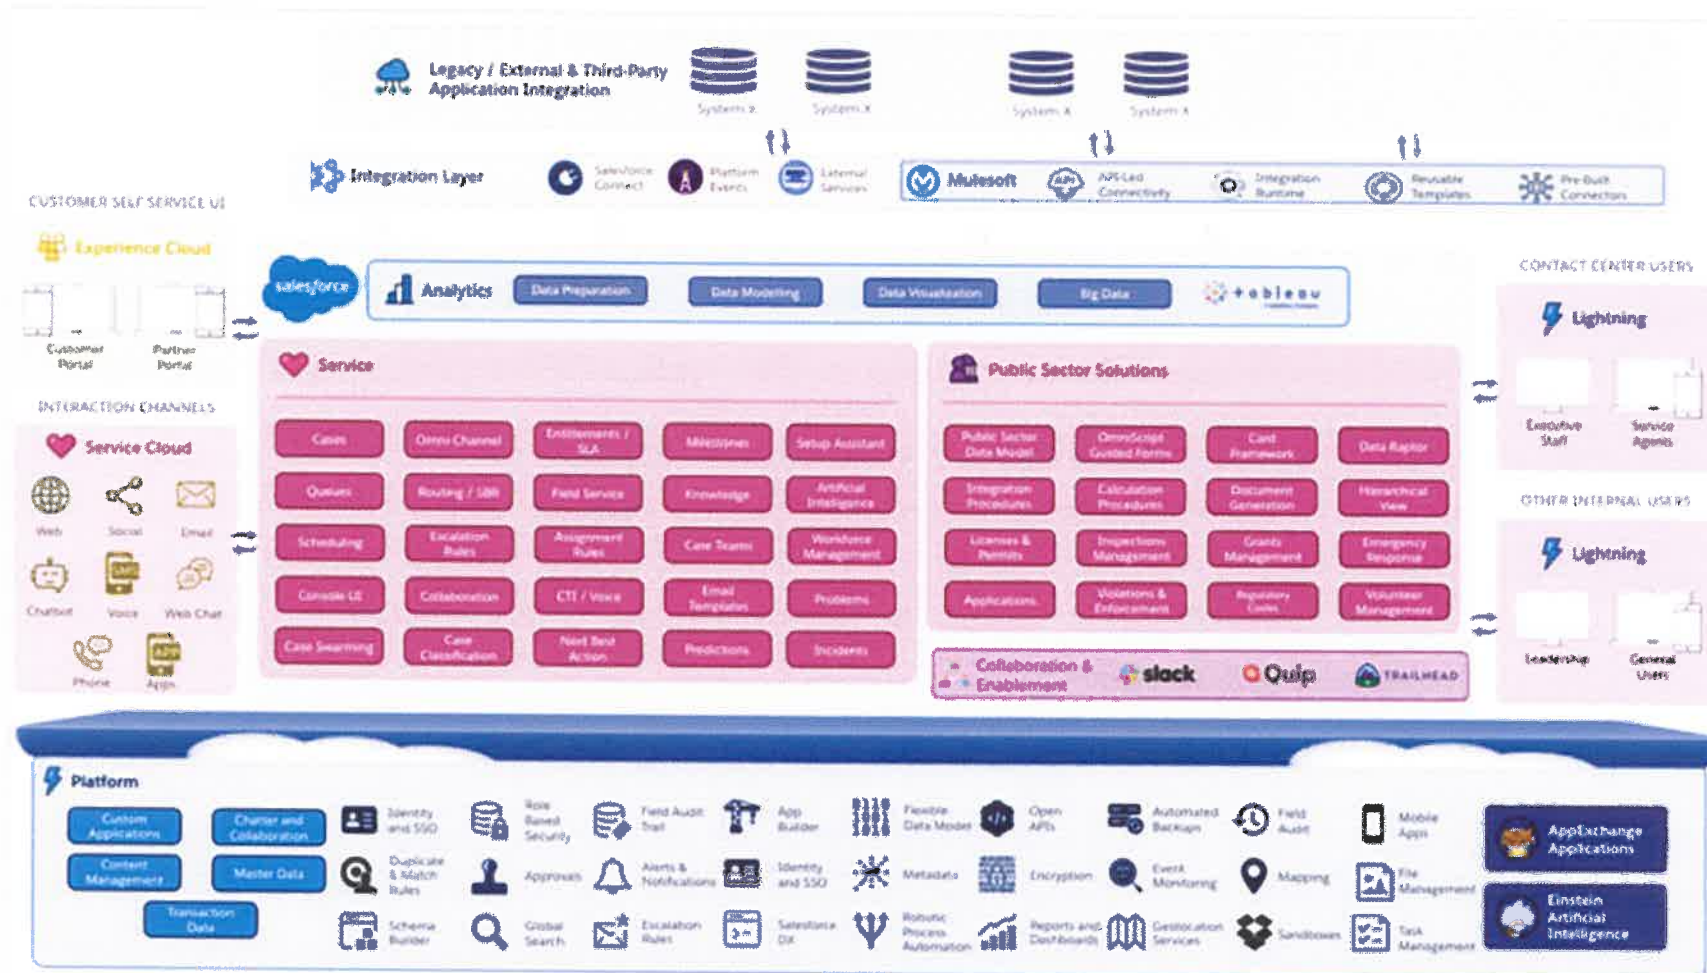 Legacy / External & Third-Party
Application Integration
System x
System x
System x
System x
Integration Layer
Salesforce
Connect
Platform
Events
External
Services
Mulesoft
API-Led
Connectivity
Integration
Runtime
Reusable
Templates
Pre-Built
Connectors
CUSTOMER SELF SERVICE UI
Experience Cloud
Customer
Portal
Partner
Portal
salesforce
Analytics
Data Preparation
Data Modelling
Data Visualization
Big Data
+ableau
CONTACT CENTER USERS
Lightning
Executive
Staff
Service
Agents
INTERACTION CHANNELS
Service Cloud
Web
Social
Email
Chatbot
SMS
Voice
Web Chat
Phone
APP
Apps
Service
Cases
Omni Channel
Entitlements /
SLA
Milestones
Setup Assistant
Queues
Routing / SBR
Field Service
Knowledge
Artificial
Intelligence
Scheduling
Escalation
Rules
Assignment
Rules
Case Teams
Workforce
Management
Console UI
Collaboration
CTI / Voice
Email
Templates
Problems
Case Swarming
Case
Classification
Next Best
Action
Predictions
Incidents
Public Sector Solutions
Public Sector
Data Model
OmniScript
Guided Forms
Card
Framework
Data Raptor
Integration
Procedures
Calculation
Procedures
Document
Generation
Hierarchical
View
Licenses &
Permits
Inspections
Management
Grants
Management
Emergency
Response
Applications
Violations &
Enforcement
Regulatory
Codes
Volunteer
Management
Collaboration &
Enablement
slack
Quip
TRAILHEAD
OTHER INTERNAL USERS
Lightning
Leadership
General
Users
Platform
Custom
Applications
Chatter and
Collaboration
Content
Management
Master Data
Transaction
Data
Identity
and SSO
Role
Based
Security
Field Audit
Trail
App
Builder
Flexible
Data Model
Open
APIs
Automated
Backups
Field
Audit
Mobile
Apps
Duplicate
& Match
Rules
Approvals
Alerts &
Notifications
Identity
and SSO
Metadata
Encryption
Event
Monitoring
Mapping
File
Management
Schema
Builder
Global
Search
Escalation
Rules
Salesforce
DX
Robotic
Process
Automation
Reports and
Dashboards
Geolocation
Services
Sandboxes
Task
Management
AppExchange
Applications
Einstein
Artificial
Intelligence